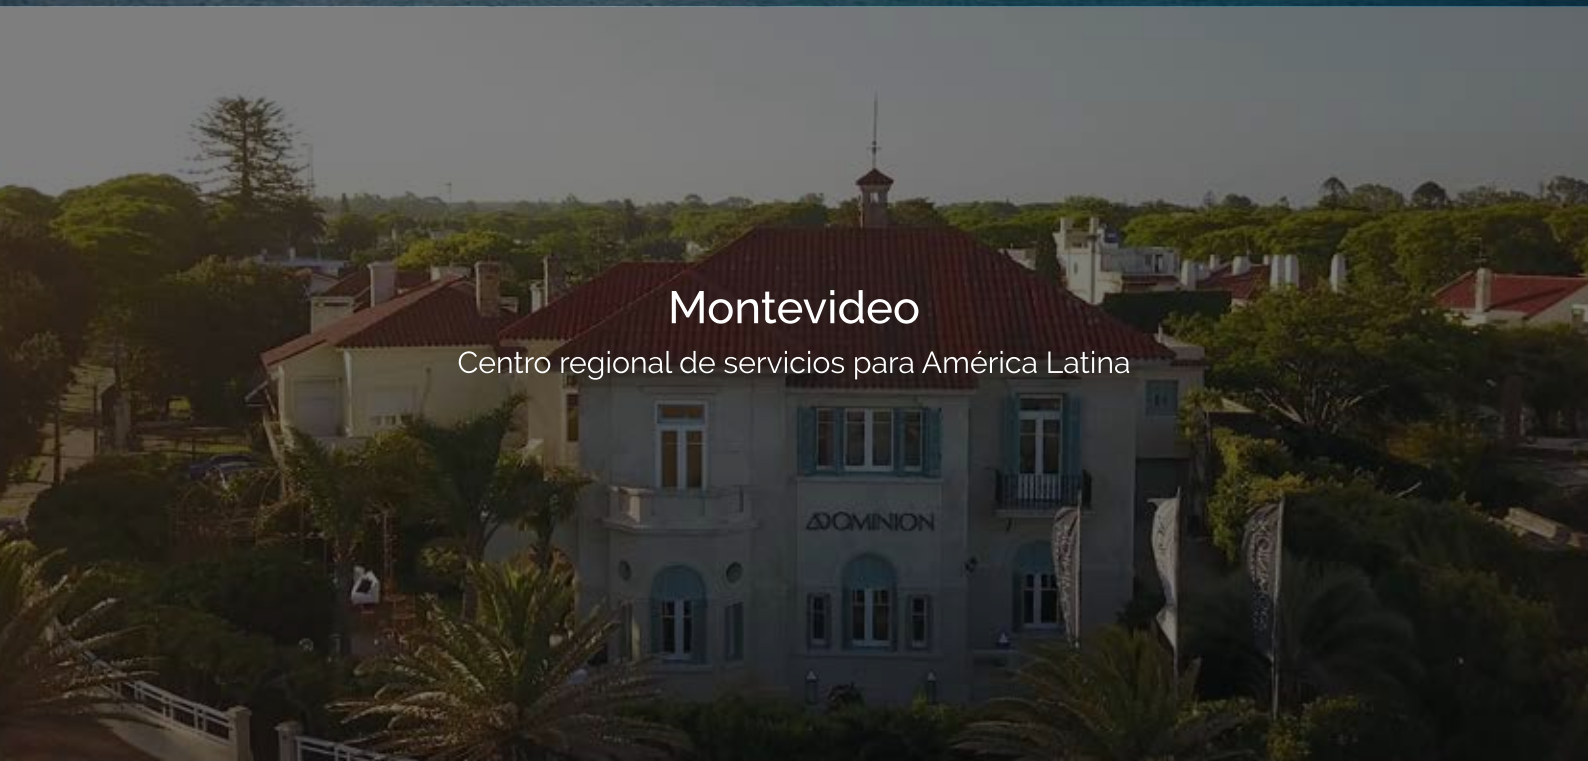 Montevideo
Centro regional de servicios para América Latina
DOMINION